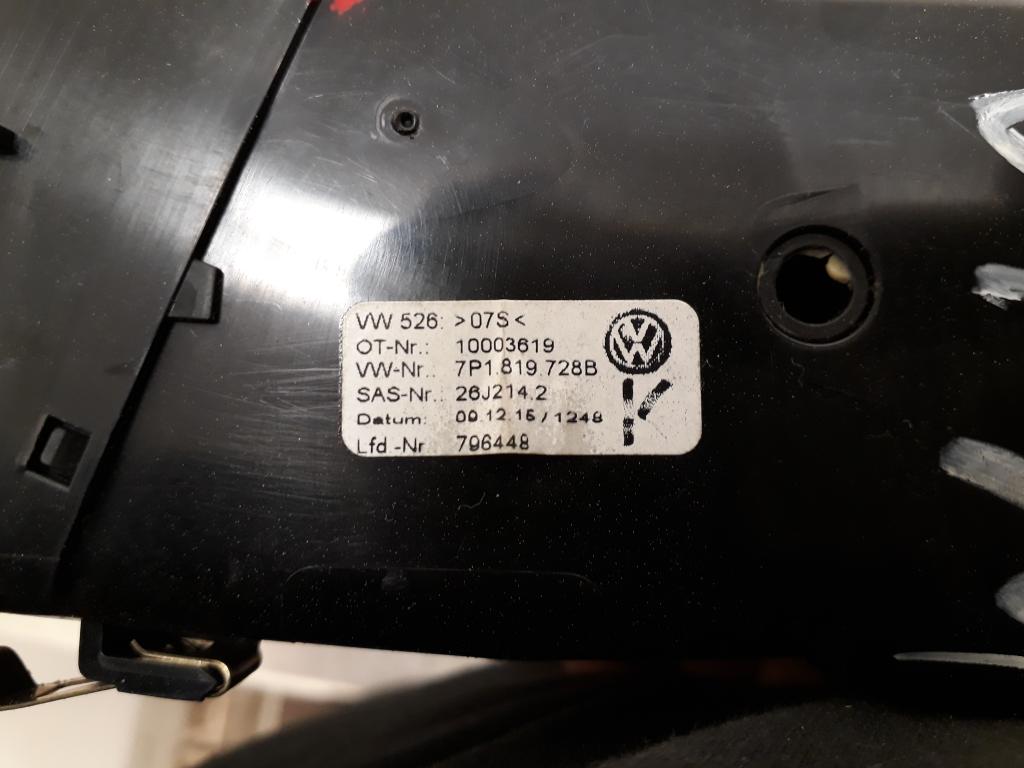 VW 526: >07S<
OT-Nr.: 10003619
VW-Nr.: 7P1.819.728B
SAS-Nr.: 26J214.2
Datum: 09.12.15 / 1248
Lfd.-Nr 796448